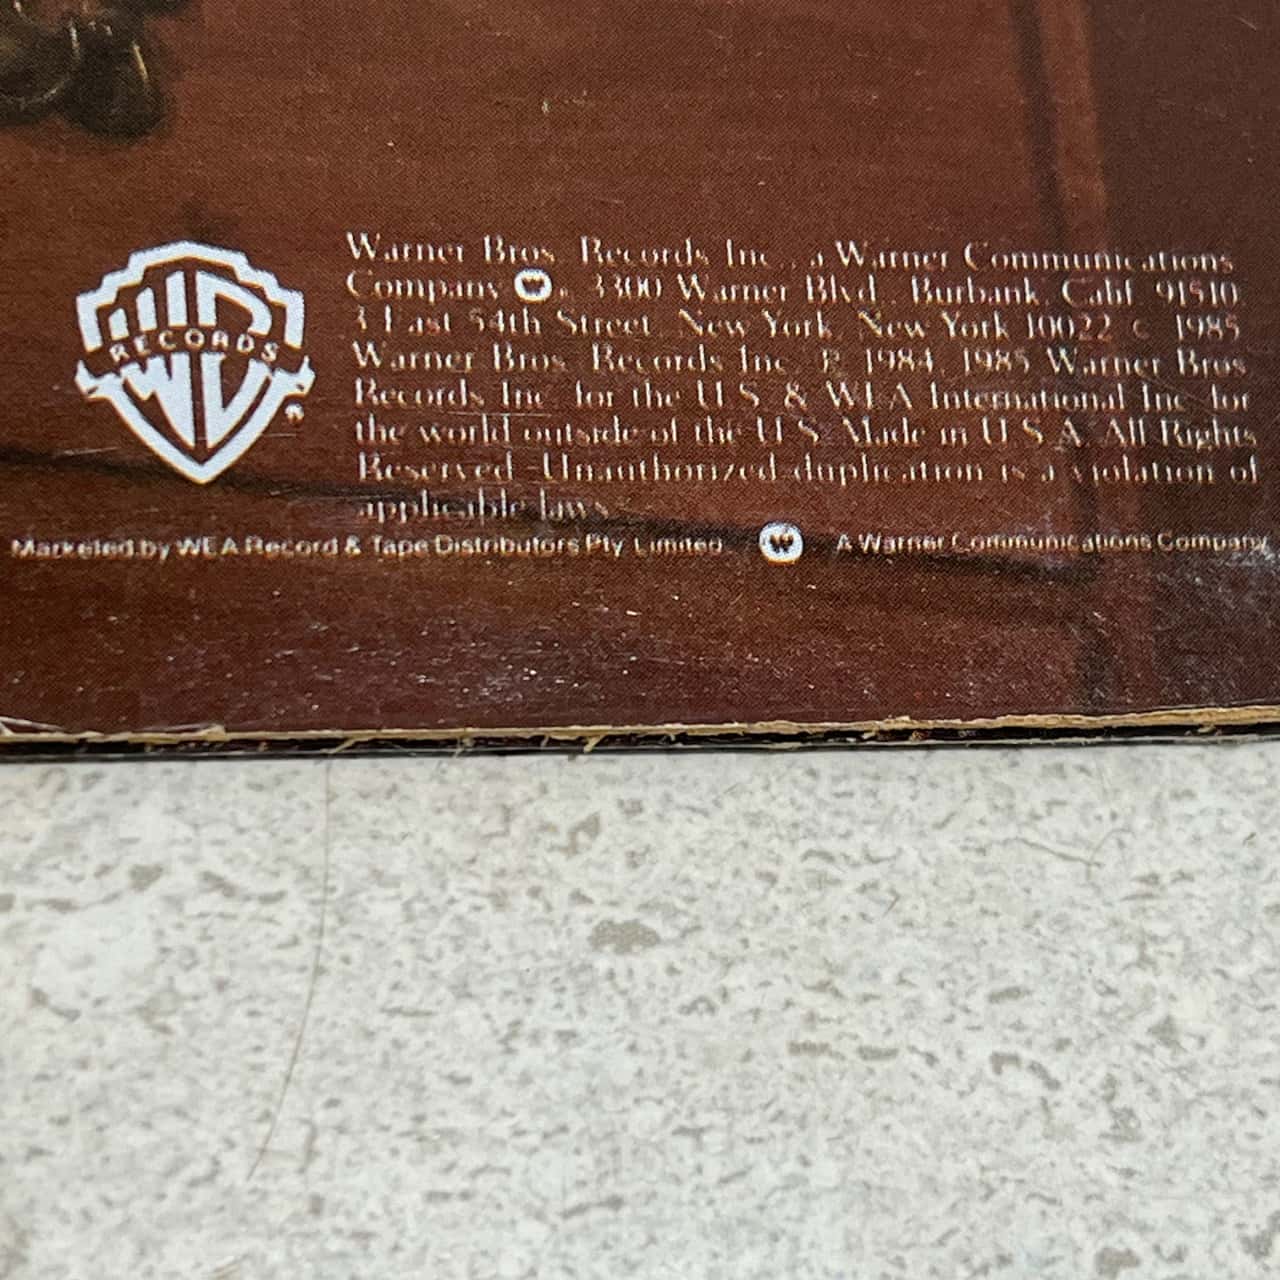 WB
RECORDS
®
Warner Bros. Records Inc., a Warner Communications
Company W ®. 3300 Warner Blvd., Burbank, Calif. 91510.
3 East 54th Street, New York, New York 10022 c 1985
Warner Bros. Records Inc. P 1984, 1985 Warner Bros
Records Inc for the U S & WEA International Inc for
the world outside of the U S Made in U S A All Rights
Reserved - Unauthorized duplication is a violation of
applicable laws.
Marketed by WEA Record & Tape Distributors Pty Limited W A Warner Communications Company